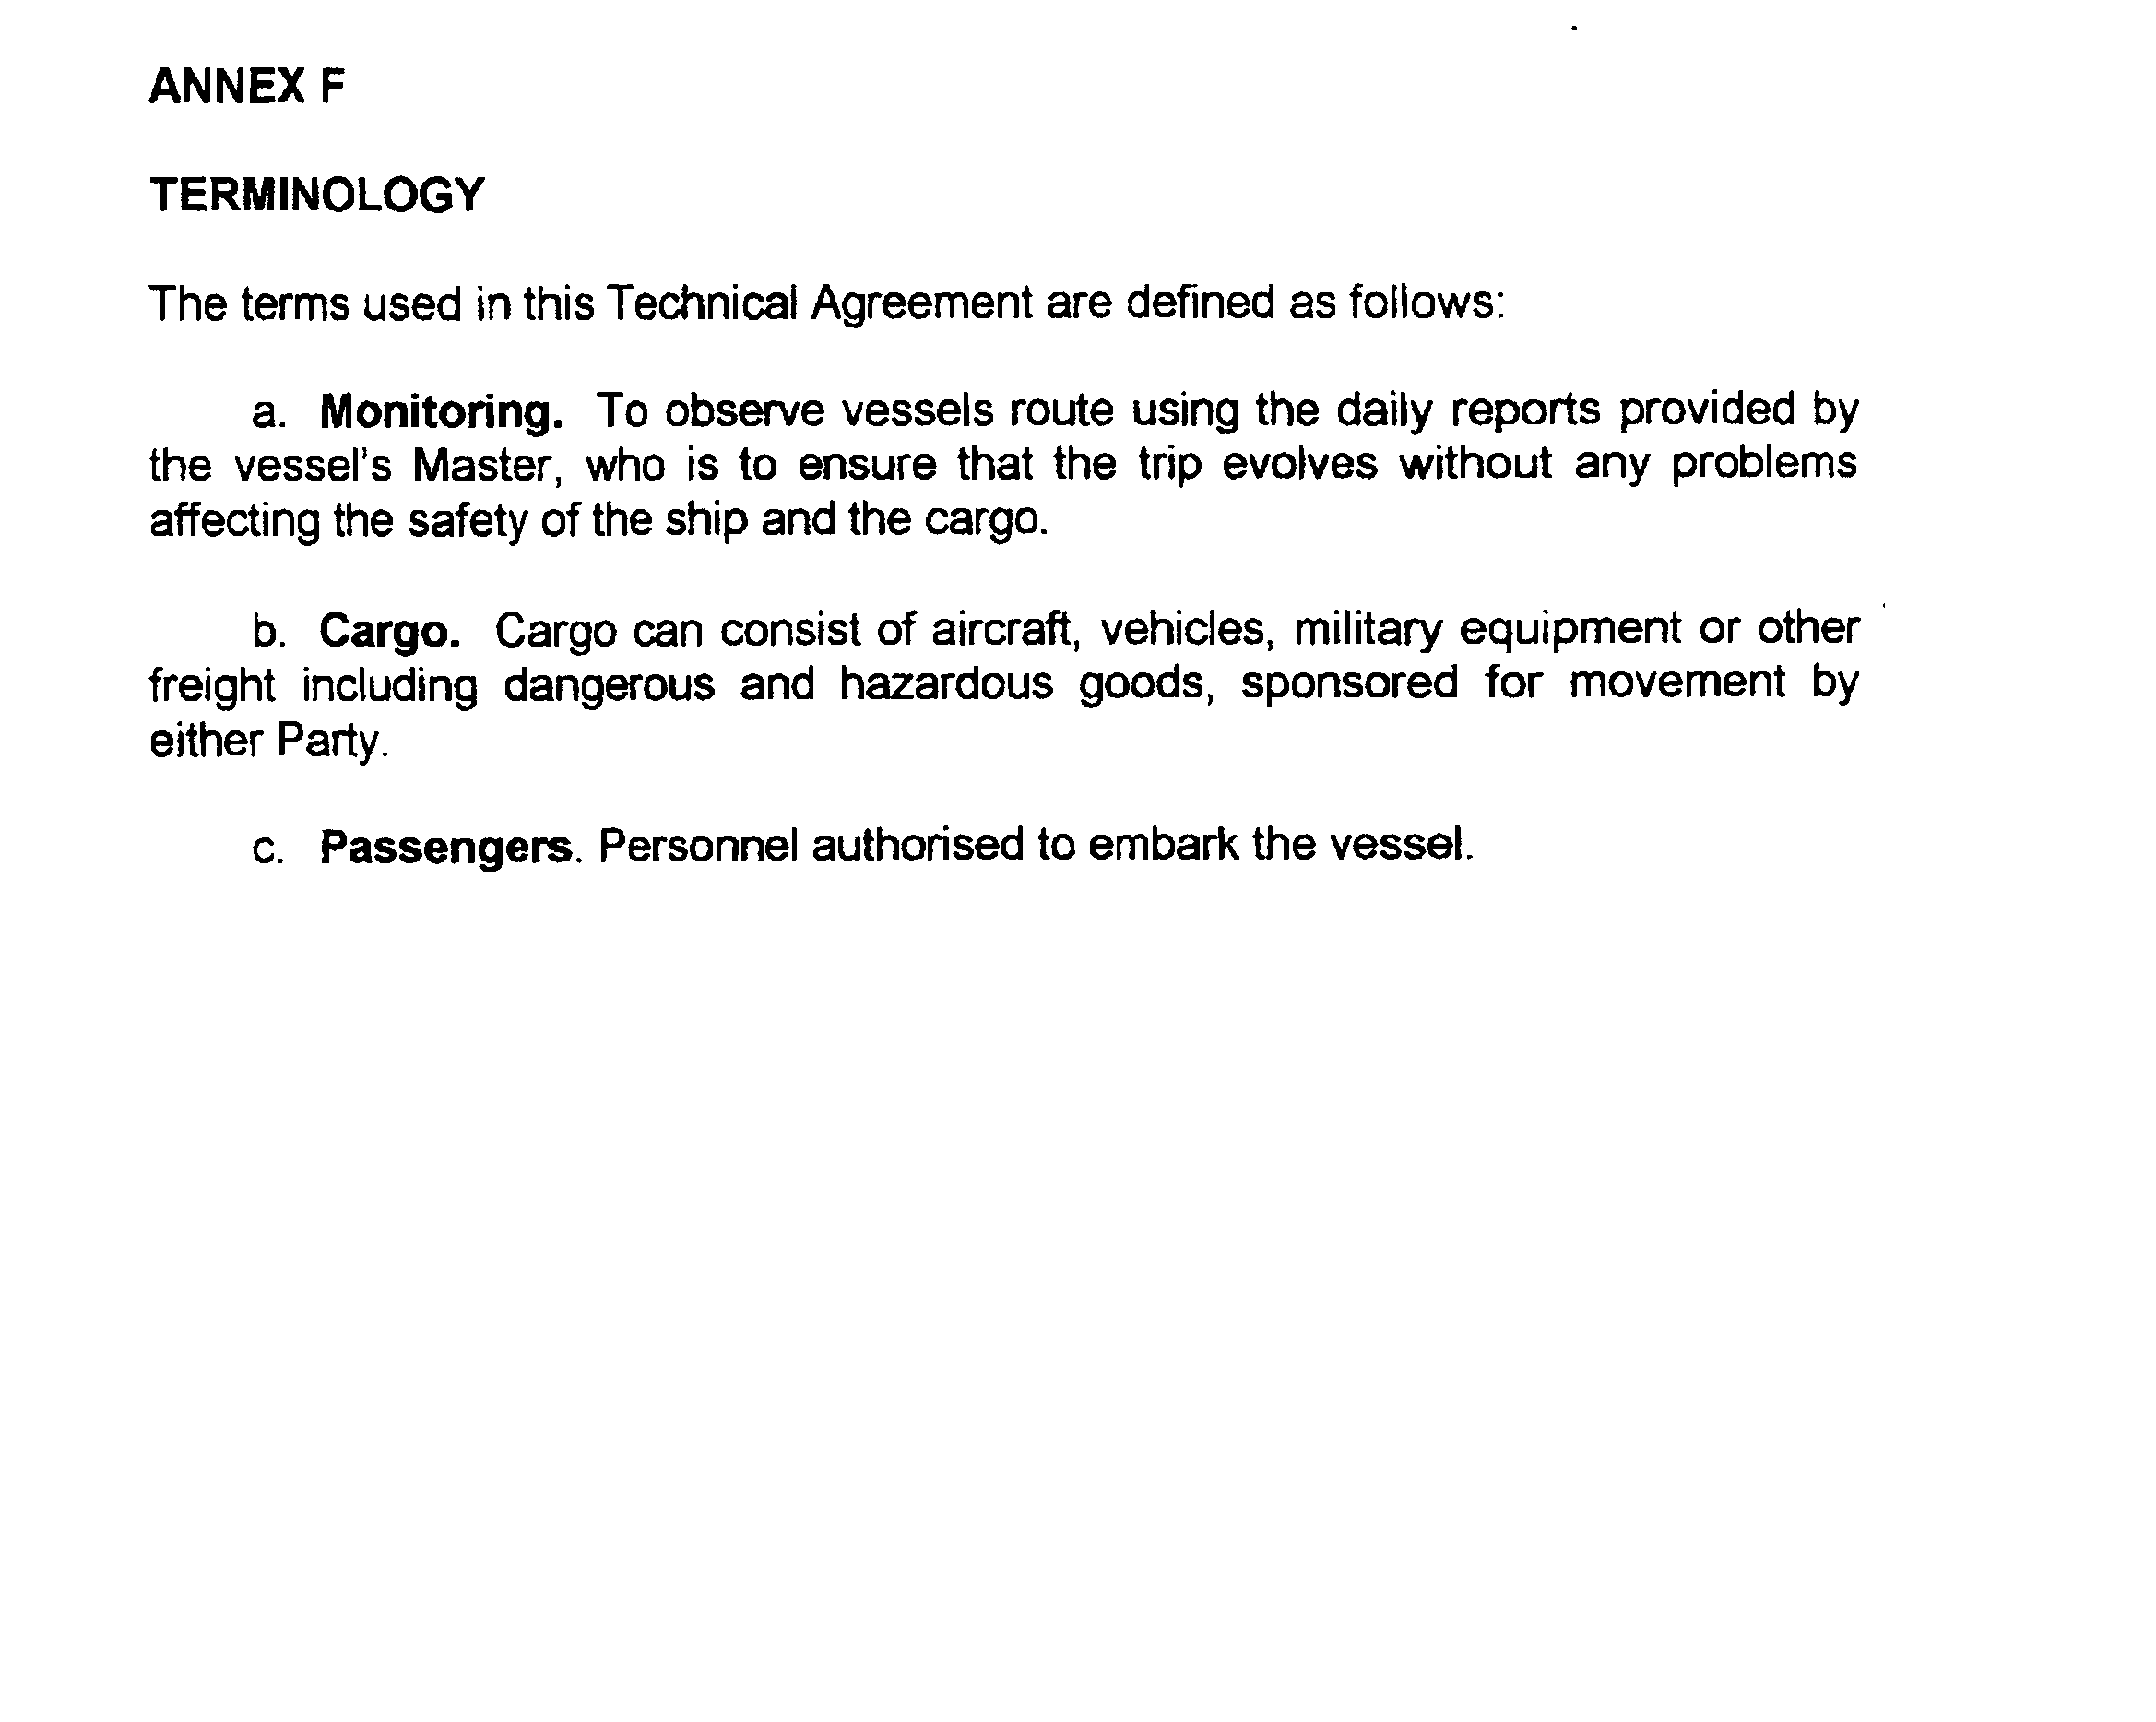 ANNEX F
TERMINOLOGY
The terms used in this Technical Agreement are defined as follows:
a. Monitoring. To observe vessels route using the daily reports provided by
the vessel's Master, who is to ensure that the trip evolves without any problems
affecting the safety of the ship and the cargo.
b. Cargo. Cargo can consist of aircraft, vehicles, military equipment or other
freight including dangerous and hazardous goods, sponsored for movement by
either Party.
c. Passengers. Personnel authorised to embark the vessel.